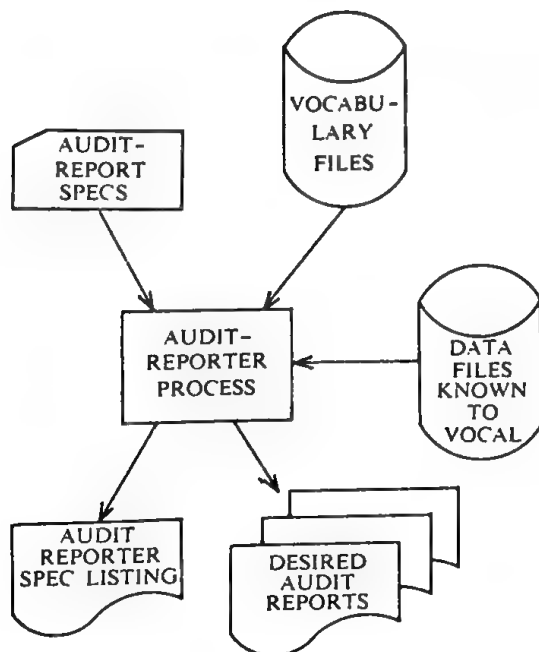 VOCABU-
LARY
FILES
AUDIT-
REPORT
SPECS
AUDIT-
REPORTER
PROCESS
DATA
FILES
KNOWN
TO
VOCAL
AUDIT
REPORTER
SPEC LISTING
DESIRED
AUDIT
REPORTS